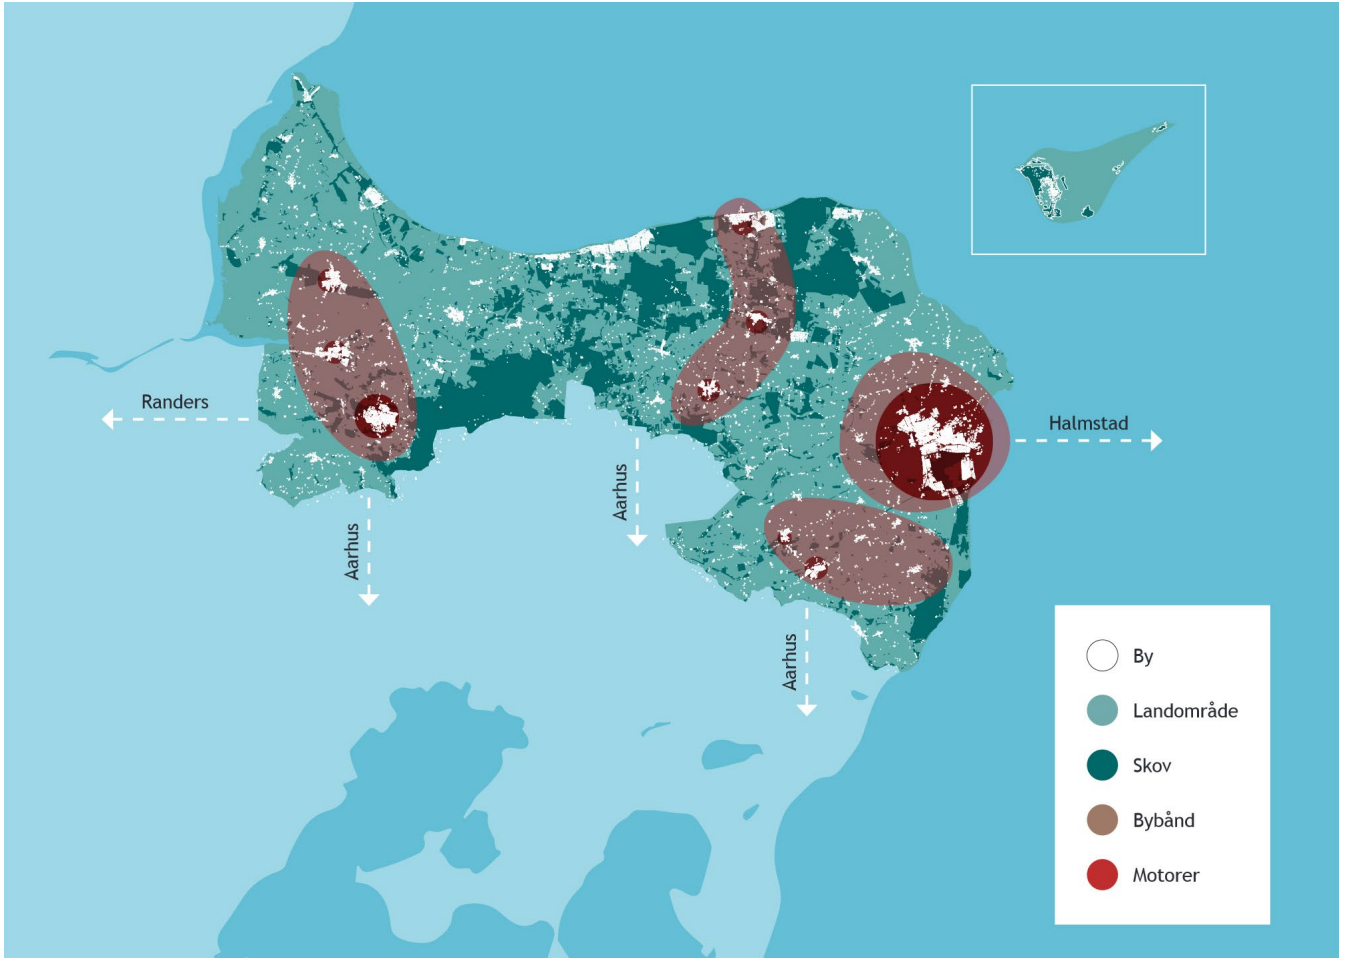 Randers
Halmstad
Aarhus
Aarhus
Aarhus
By
Landområde
Skov
Bybånd
Motorer